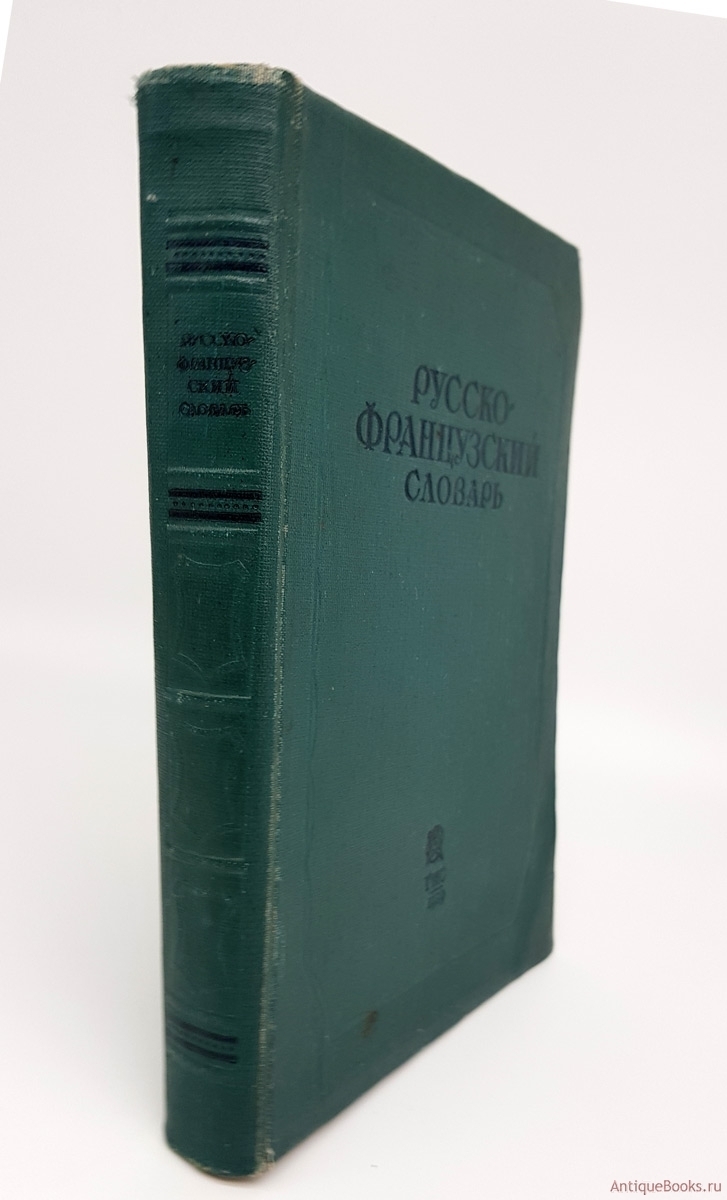 РУССКО-
ФРАНЦУЗ-
СКИЙ
СЛОВАРЬ
РУССКО-
ФРАНЦУЗСКИЙ
СЛОВАРЬ
AntiqueBooks.ru